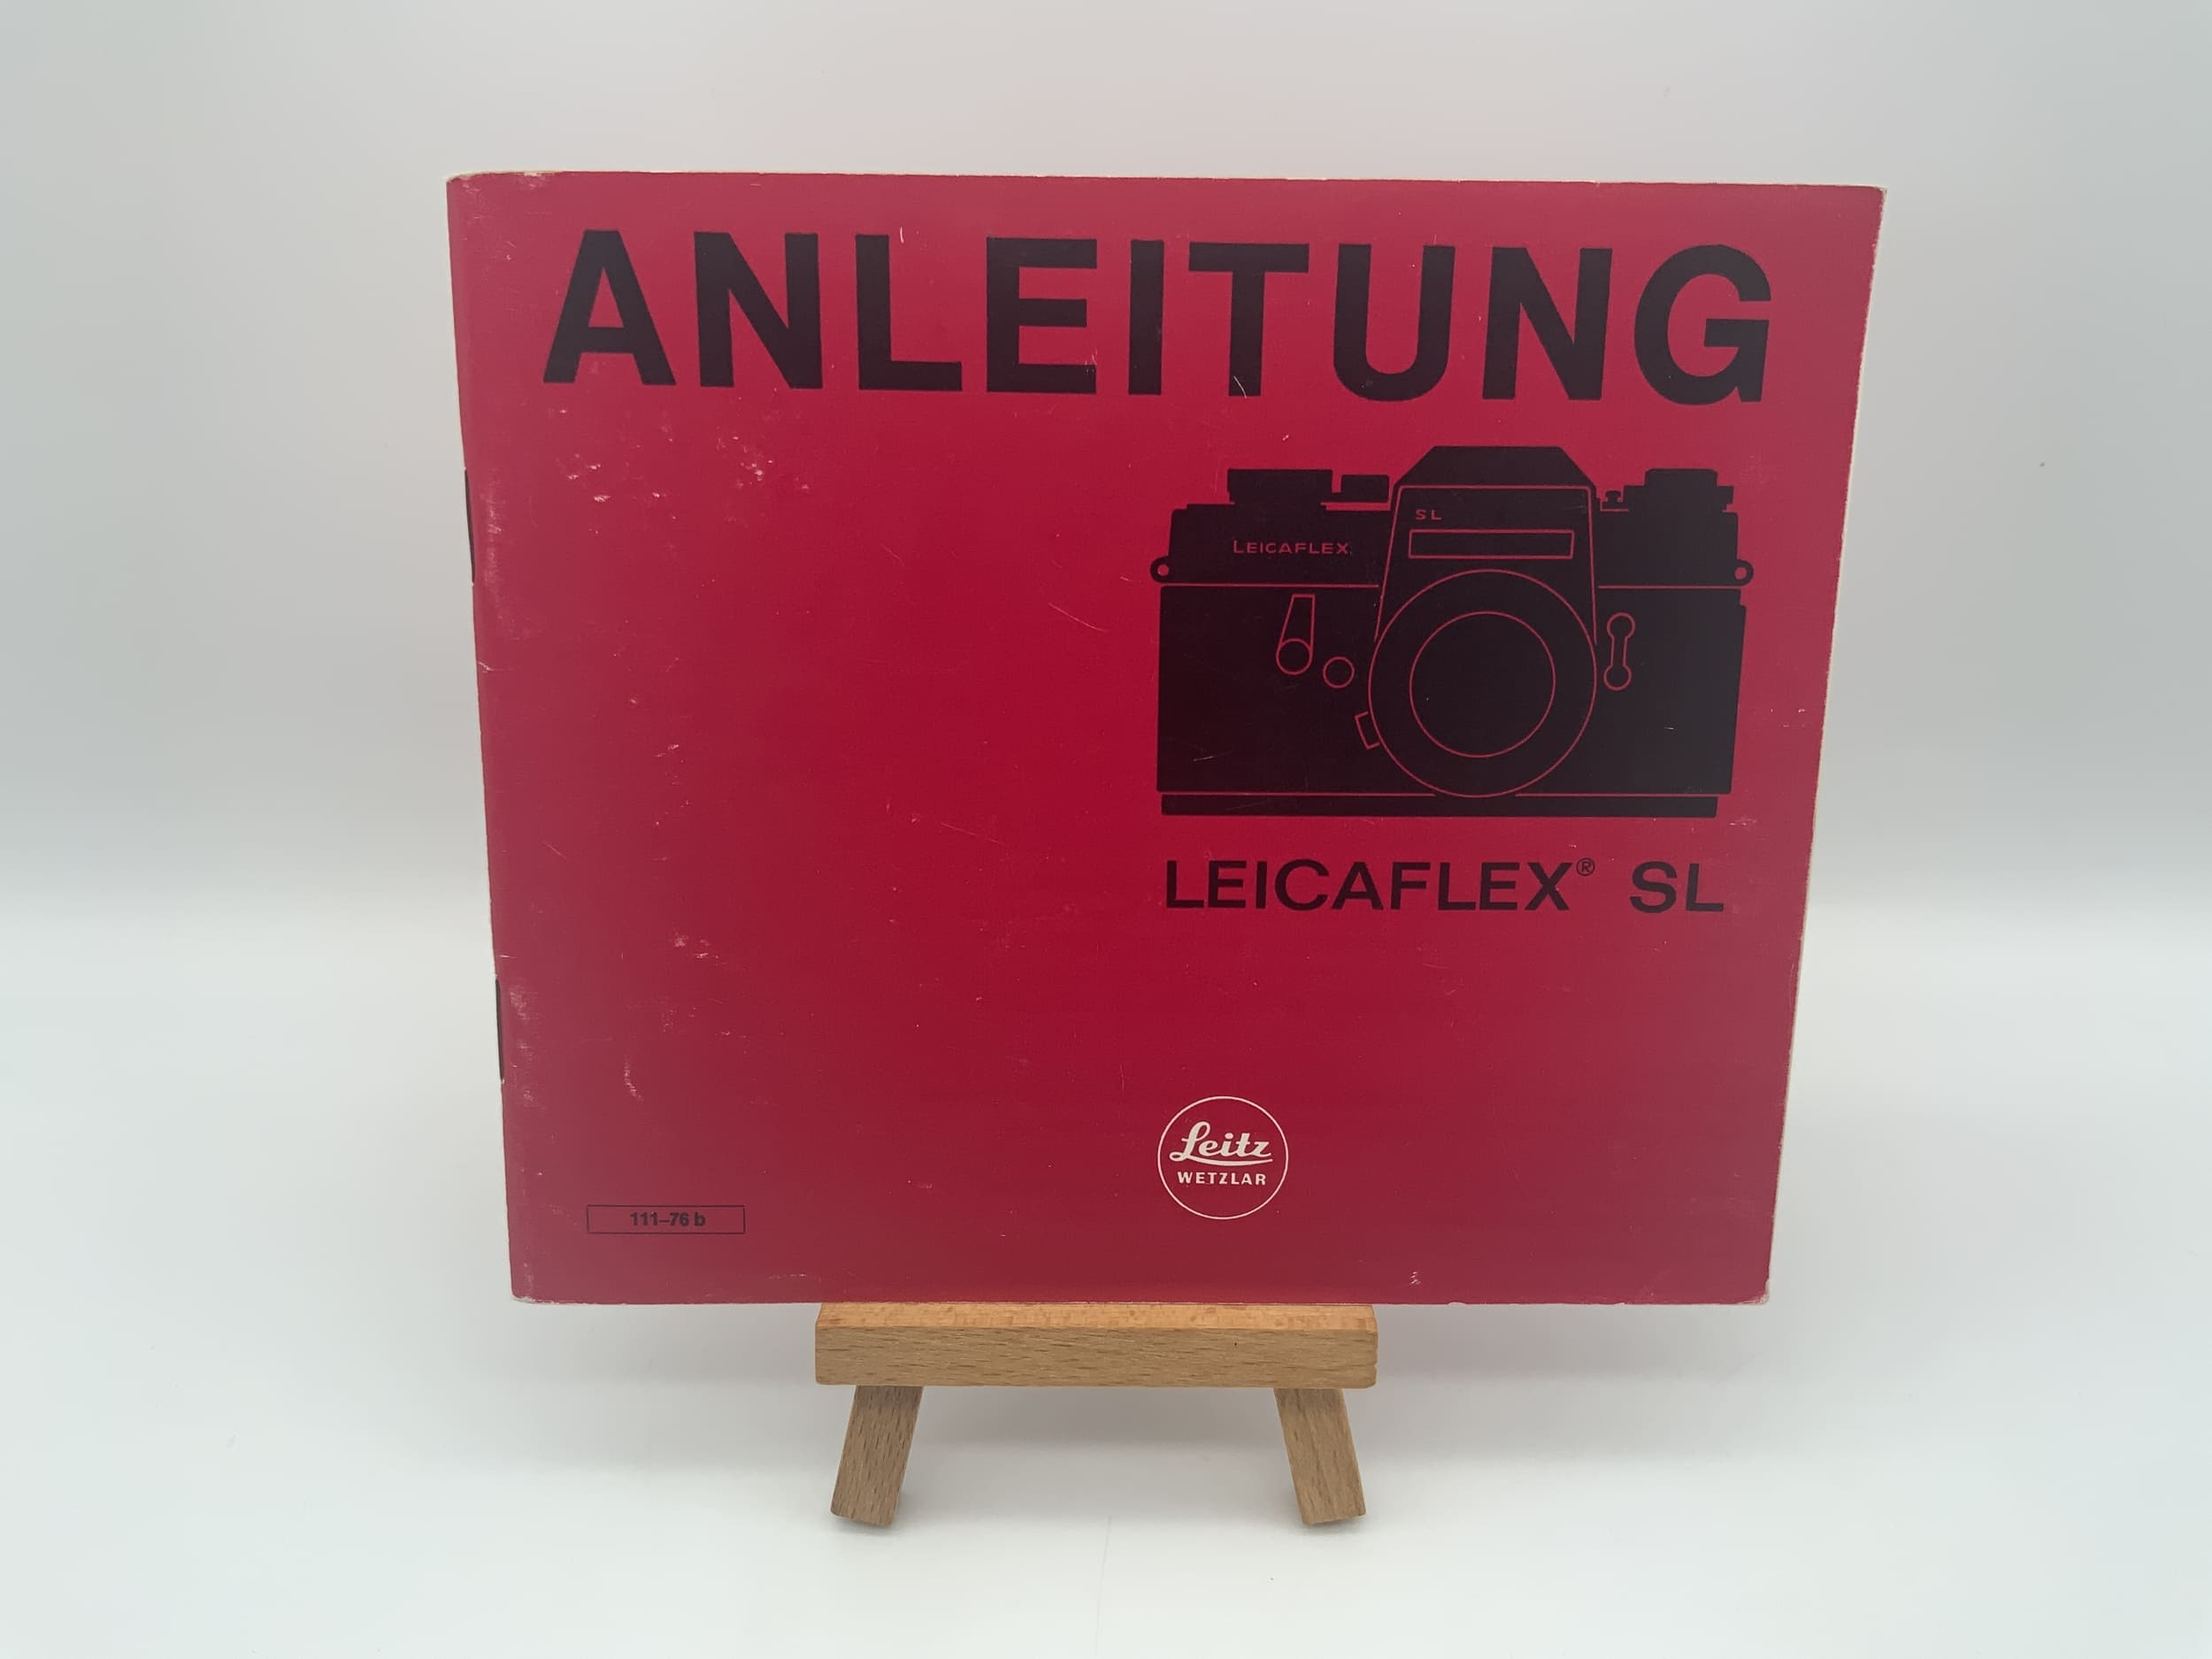 ANLEITUNG
SL
LEICAFLEX
LEICAFLEX® SL
Leitz
WETZLAR
111–76 b